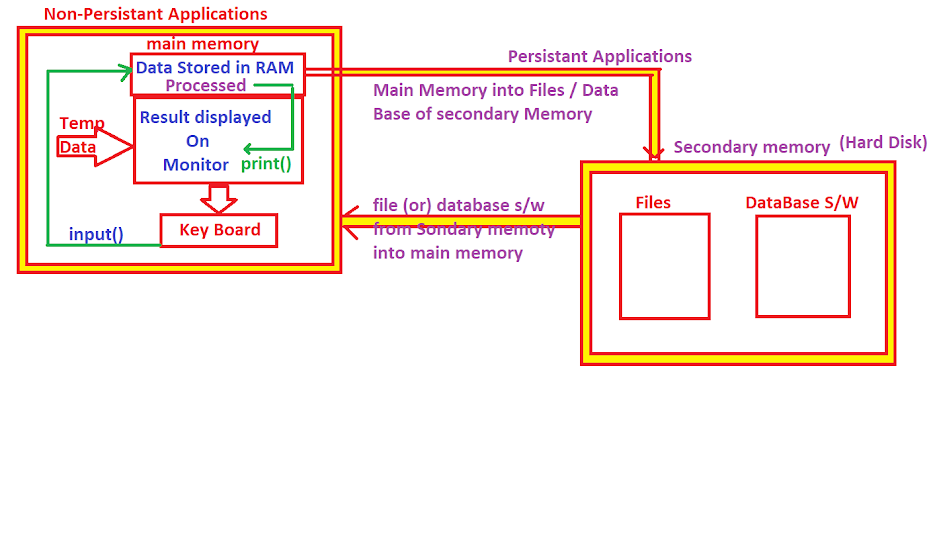 Non-Persistant Applications
main memory
Data Stored in RAM
Processed
Result displayed
On
Monitor
print()
Temp
Data
Key Board
input()
Persistant Applications
Main Memory into Files / Data
Base of secondary Memory
Secondary memory (Hard Disk)
file (or) database s/w
from Sondary memoty
into main memory
Files
DataBase S/W